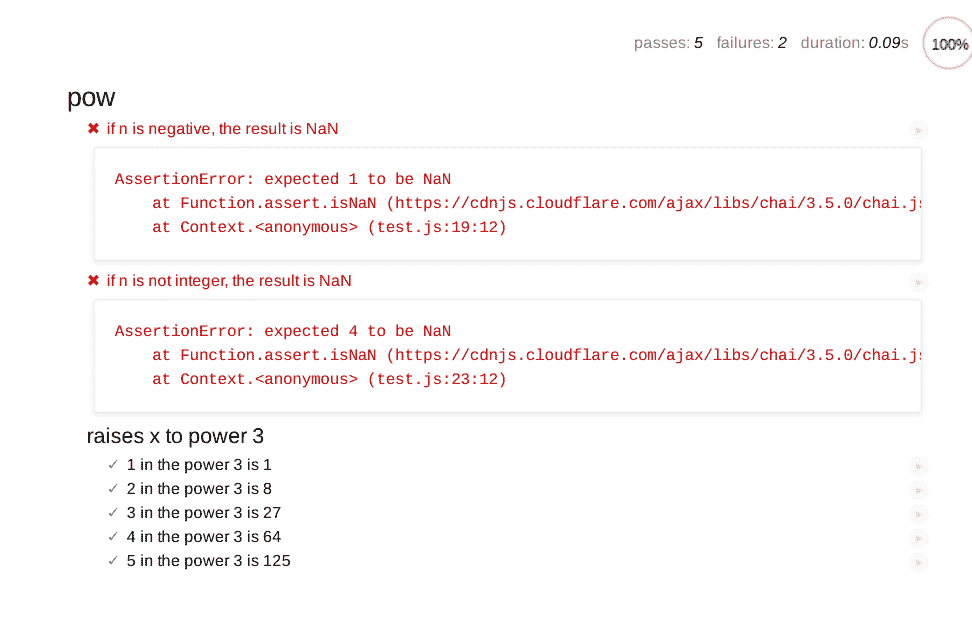 passes: 5 failures: 2 duration: 0.09s 100%
pow
✖ if n is negative, the result is NaN
AssertionError: expected 1 to be NaN
at Function.assert.isNaN (https://cdnjs.cloudflare.com/ajax/libs/chai/3.5.0/chai.js
at Context.<anonymous> (test.js:19:12)
✖ if n is not integer, the result is NaN
AssertionError: expected 4 to be NaN
at Function.assert.isNaN (https://cdnjs.cloudflare.com/ajax/libs/chai/3.5.0/chai.js
at Context.<anonymous> (test.js:23:12)
raises x to power 3
✓ 1 in the power 3 is 1
✓ 2 in the power 3 is 8
✓ 3 in the power 3 is 27
✓ 4 in the power 3 is 64
✓ 5 in the power 3 is 125